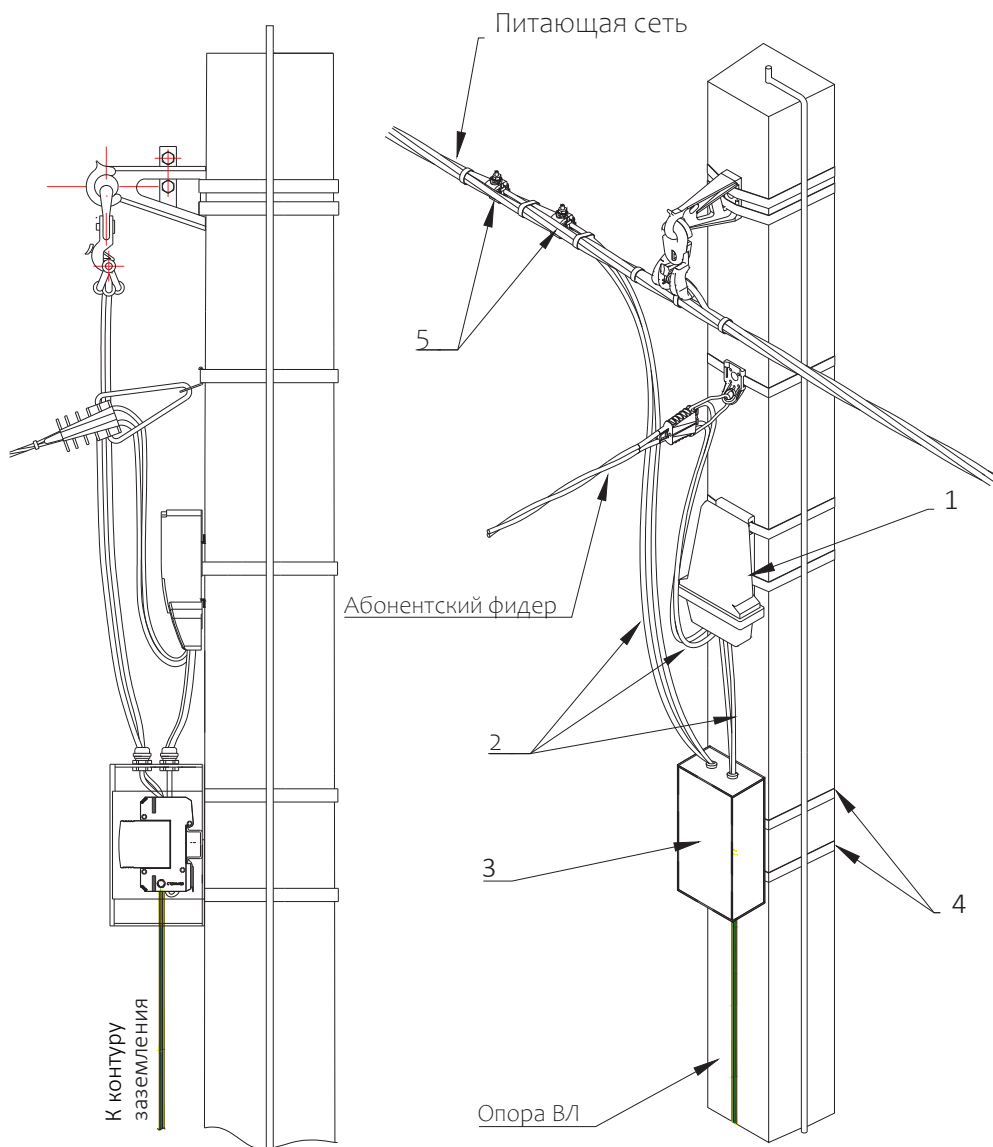 Питающая сеть
5
1
Абонентский фидер
2
3
4
К контуру
заземления
Опора ВЛ